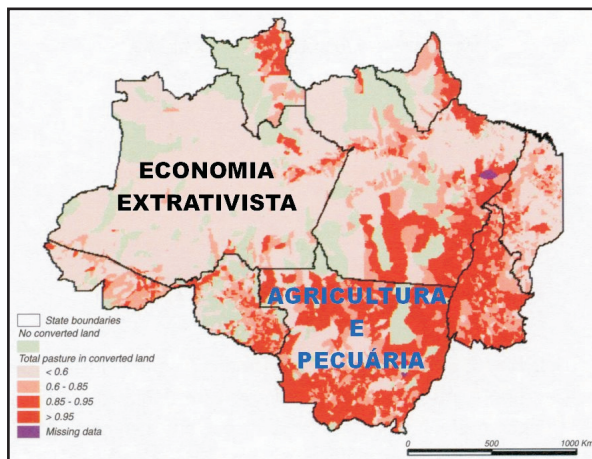 ECONOMIA
EXTRATIVISTA
AGRICULTURA
E
PECUÁRIA
State boundaries
No converted land
Total pasture in converted land
< 0.6
0.6 - 0.85
0.85 - 0.95
> 0.95
Missing data
0 500 1000 Km